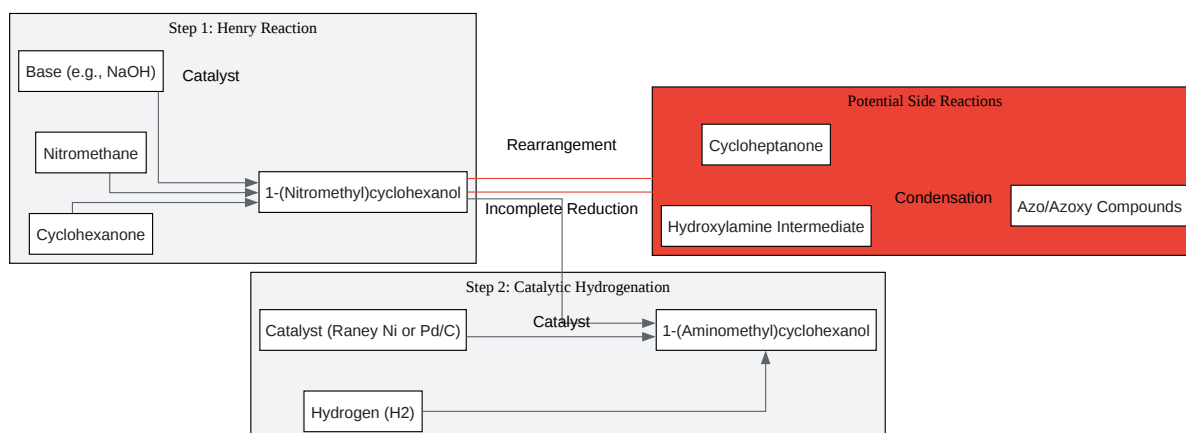 Step 1: Henry Reaction
Base (e.g., NaOH)
Catalyst
Nitromethane
1-(Nitromethyl)cyclohexanol
Cyclohexanone
Rearrangement
Incomplete Reduction
Potential Side Reactions
Cycloheptanone
Condensation
Azo/Azoxy Compounds
Hydroxylamine Intermediate
Step 2: Catalytic Hydrogenation
Catalyst (Raney Ni or Pd/C)
Catalyst
1-(Aminomethyl)cyclohexanol
Hydrogen (H2)